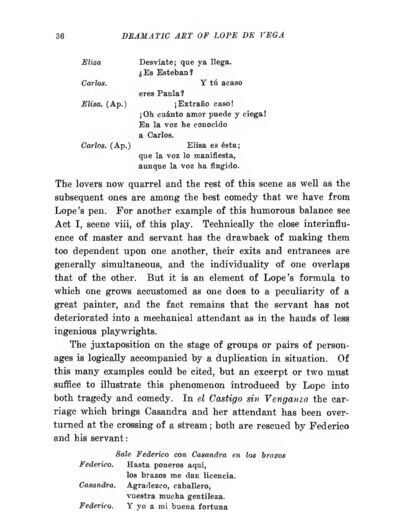 36 DRAMATIC ART OF LOPE DE VEGA
Eliza Desvíate; que ya llega.
¿Es Esteban?
Carlos. Y tú acaso
eres Paula?
Elisa. (Ap.) ¡Extraño caso!
¡Oh cuánto amor puede y ciega!
En la voz he conocido
a Carlos.
Carlos. (Ap.) Elisa es ésta;
que la voz lo manifiesta,
aunque la voz ha fingido.
The lovers now quarrel and the rest of this scene as well as the
subsequent ones are among the best comedy that we have from
Lope's pen. For another example of this humorous balance see
Act I, scene viii, of this play. Technically the close interinflu-
ence of master and servant has the drawback of making them
too dependent upon one another, their exits and entrances are
generally simultaneous, and the individuality of one overlaps
that of the other. But it is an element of Lope's formula to
which one grows accustomed as one does to a peculiarity of a
great painter, and the fact remains that the servant has not
deteriorated into a mechanical attendant as in the hands of less
ingenious playwrights.
The juxtaposition on the stage of groups or pairs of person-
ages is logically accompanied by a duplication in situation. Of
this many examples could be cited, but an excerpt or two must
suffice to illustrate this phenomenon introduced by Lope into
both tragedy and comedy. In el Castigo sin Venganza the car-
riage which brings Casandra and her attendant has been over-
turned at the crossing of a stream; both are rescued by Federico
and his servant:
Sale Federico con Casandra en los brazos
Federico. Hasta poneros aquí,
los brazos me dan licencia.
Casandra. Agradezco, caballero,
vuestra mucha gentileza.
Federico. Y yo a mi buena fortuna